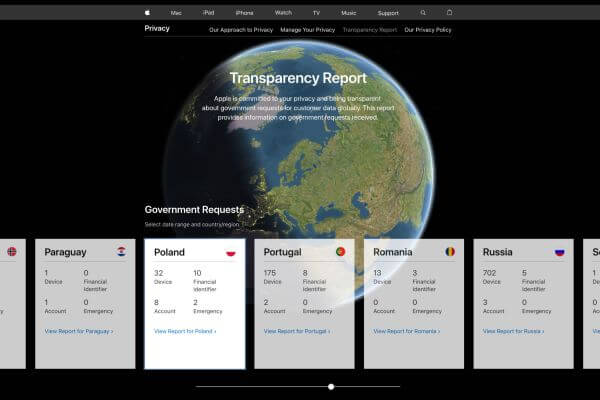 Mac iPad iPhone Watch TV Music Support
Privacy
Our Approach to Privacy Manage Your Privacy Transparency Report Our Privacy Policy
Transparency Report
Apple is committed to your privacy and being transparent
about government requests for customer data globally. This report
provides information on government requests received.
Government Requests
Select date range and country/region.
Paraguay
1 0
Device Financial
Identifier
1 0
Account Emergency
View Report for Paraguay ›
Poland
32 10
Device Financial
Identifier
8 2
Account Emergency
View Report for Poland ›
Portugal
175 8
Device Financial
Identifier
2 0
Account Emergency
View Report for Portugal ›
Romania
13 3
Device Financial
Identifier
0 0
Account Emergency
View Report for Romania ›
Russia
702 5
Device Financial
Identifier
3 0
Account Emergency
View Report for Russia ›